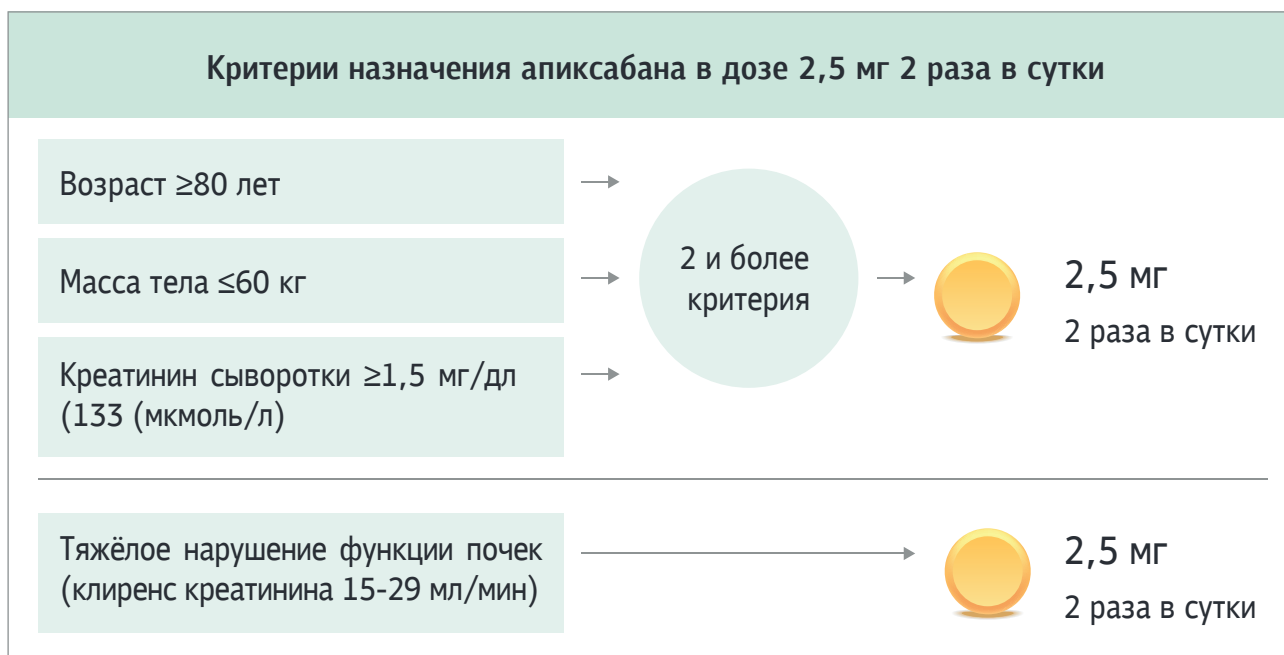 Критерии назначения апиксабана в дозе 2,5 мг 2 раза в сутки
Возраст ≥80 лет
Масса тела ≤60 кг
Креатинин сыворотки ≥1,5 мг/дл
(133 (мкмоль/л)
2 и более
критерия
2,5 мг
2 раза в сутки
Тяжёлое нарушение функции почек
(клиренс креатинина 15-29 мл/мин)
2,5 мг
2 раза в сутки